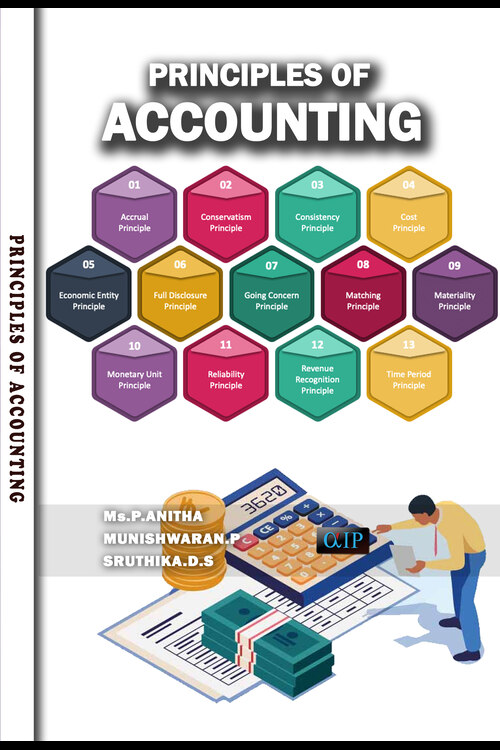 PRINCIPLES OF
ACCOUNTING
01
Accrual
Principle
02
Conservatism
Principle
03
Consistency
Principle
04
Cost
Principle
05
Economic Entity
Principle
06
Full Disclosure
Principle
07
Going Concern
Principle
08
Matching
Principle
09
Materiality
Principle
10
Monetary Unit
Principle
11
Reliability
Principle
12
Revenue
Recognition
Principle
13
Time Period
Principle
PRINCIPLES OF ACCOUNTING
Ms.P.ANITHA
MUNISHWARAN.P
SRUTHIKA.D.S
3620
C CE % +
αIP